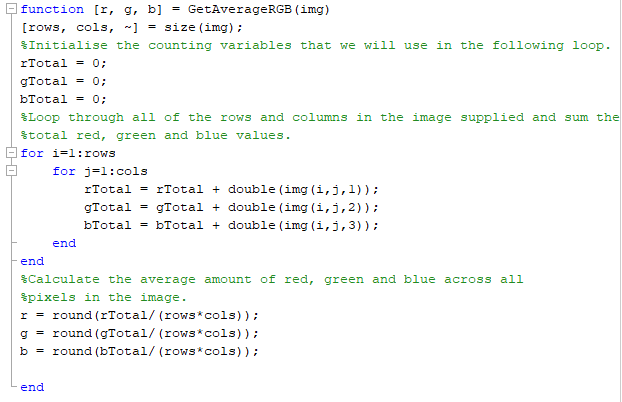 function [r, g, b] = GetAverageRGB(img)
[rows, cols, ~] = size(img);
%Initialise the counting variables that we will use in the following loop.
rTotal = 0;
gTotal = 0;
bTotal = 0;
%Loop through all of the rows and columns in the image supplied and sum the
%total red, green and blue values.
for i=1:rows
    for j=1:cols
        rTotal = rTotal + double(img(i,j,1));
        gTotal = gTotal + double(img(i,j,2));
        bTotal = bTotal + double(img(i,j,3));
    end
end
%Calculate the average amount of red, green and blue across all
%pixels in the image.
r = round(rTotal/(rows*cols));
g = round(gTotal/(rows*cols));
b = round(bTotal/(rows*cols));
end